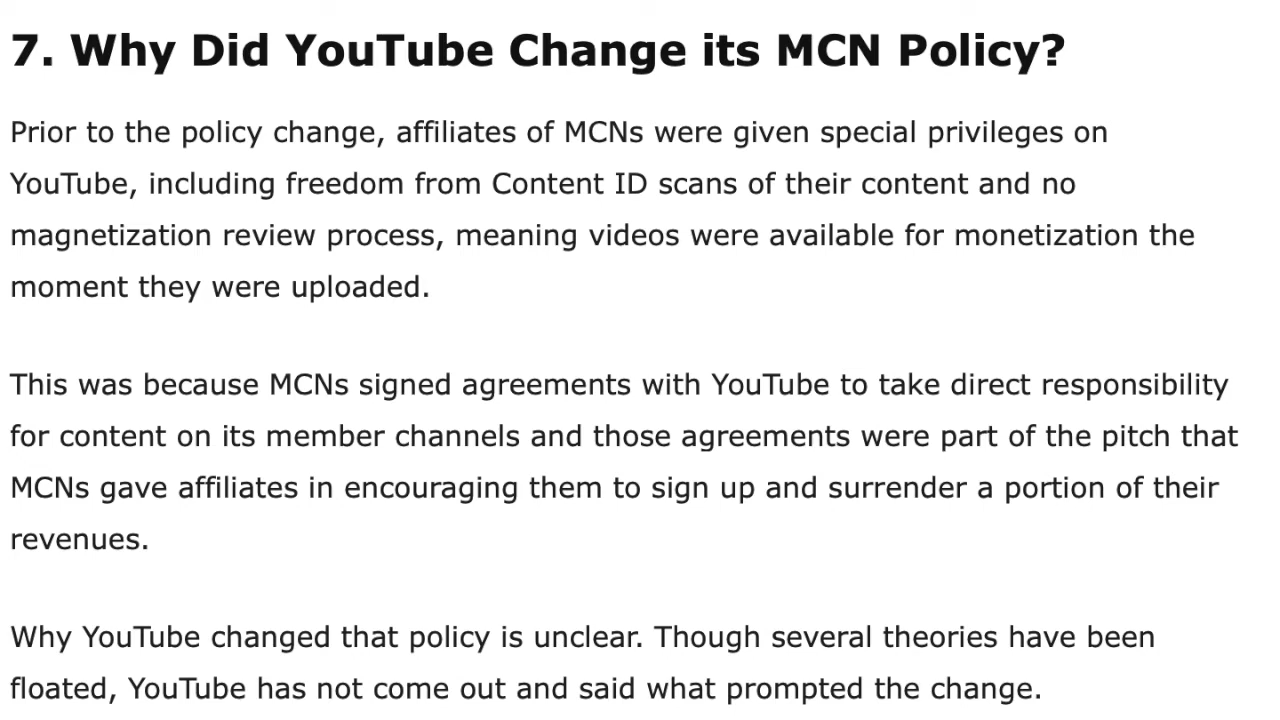 7. Why Did YouTube Change its MCN Policy?
Prior to the policy change, affiliates of MCNs were given special privileges on
YouTube, including freedom from Content ID scans of their content and no
magnetization review process, meaning videos were available for monetization the
moment they were uploaded.
This was because MCNs signed agreements with YouTube to take direct responsibility
for content on its member channels and those agreements were part of the pitch that
MCNs gave affiliates in encouraging them to sign up and surrender a portion of their
revenues.
Why YouTube changed that policy is unclear. Though several theories have been
floated, YouTube has not come out and said what prompted the change.